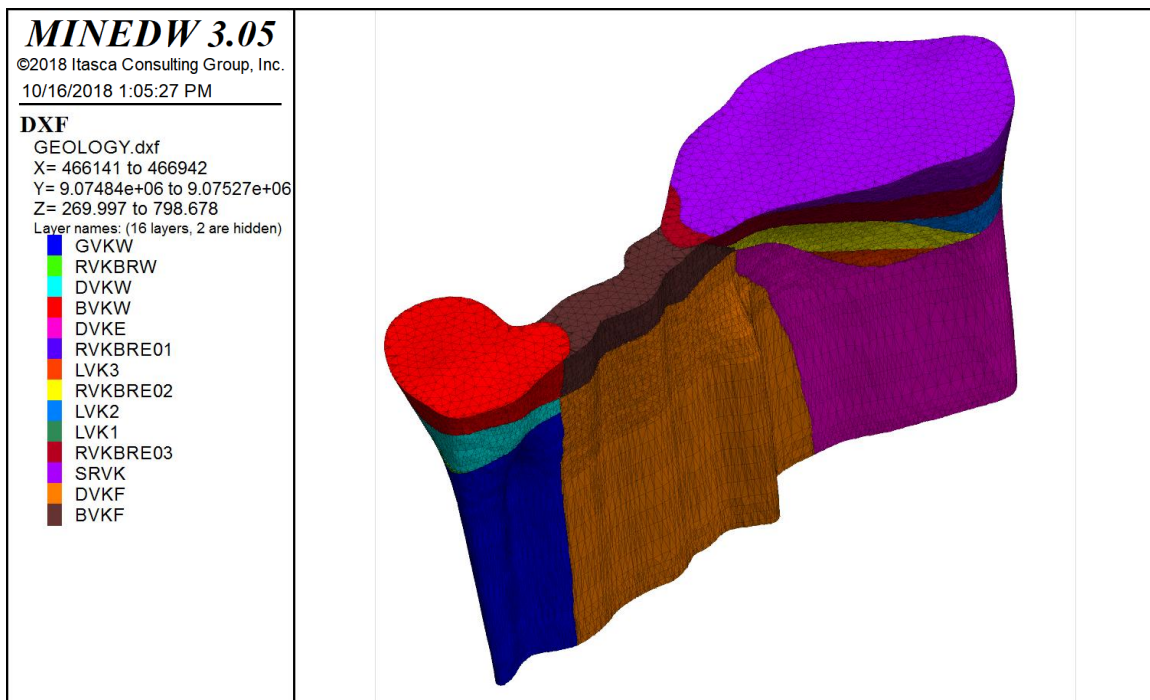 MINEDW 3.05
©2018 Itasca Consulting Group, Inc.
10/16/2018 1:05:27 PM
DXF
GEOLOGY.dxf
X= 466141 to 466942
Y= 9.07484e+06 to 9.07527e+06
Z= 269.997 to 798.678
Layer names: (16 layers, 2 are hidden)
GVKW
RVKBRW
DVKW
BVKW
DVKE
RVKBRE01
LVK3
RVKBRE02
LVK2
LVK1
RVKBRE03
SRVK
DVKF
BVKF